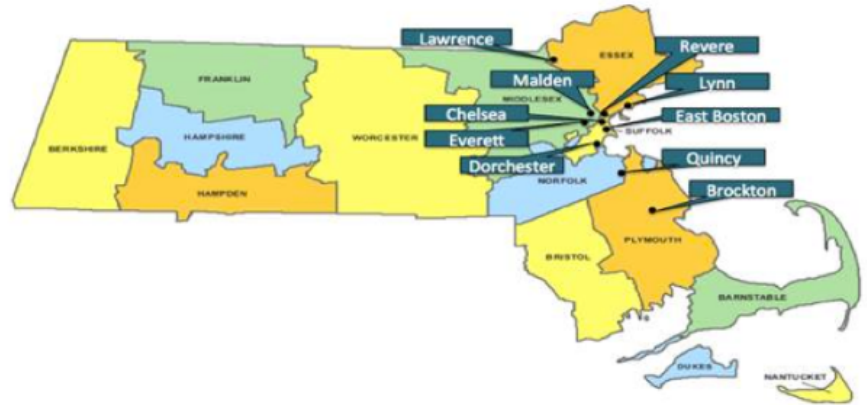 Lawrence
ESSEX
Revere
FRANKLIN
Malden
Lynn
MIDDLESEX
Chelsea
East Boston
HAMPSHIRE
WORCESTER
Everett
SUFFOLK
BERKSHIRE
Dorchester
Quincy
NORFOLK
HAMPDEN
Brockton
PLYMOUTH
BRISTOL
BARNSTABLE
DUKES
NANTUCKET